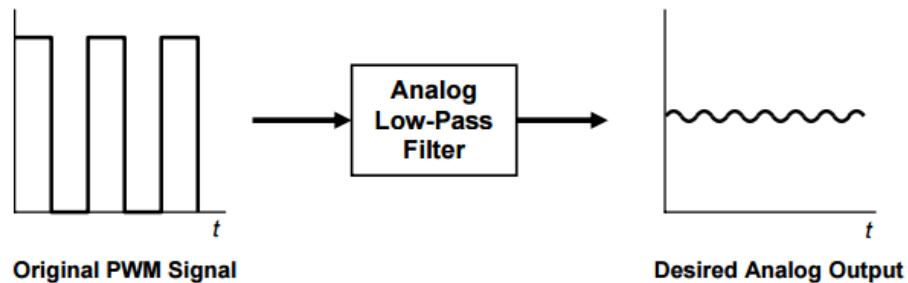 Analog
Low-Pass
Filter
t
t
Original PWM Signal
Desired Analog Output